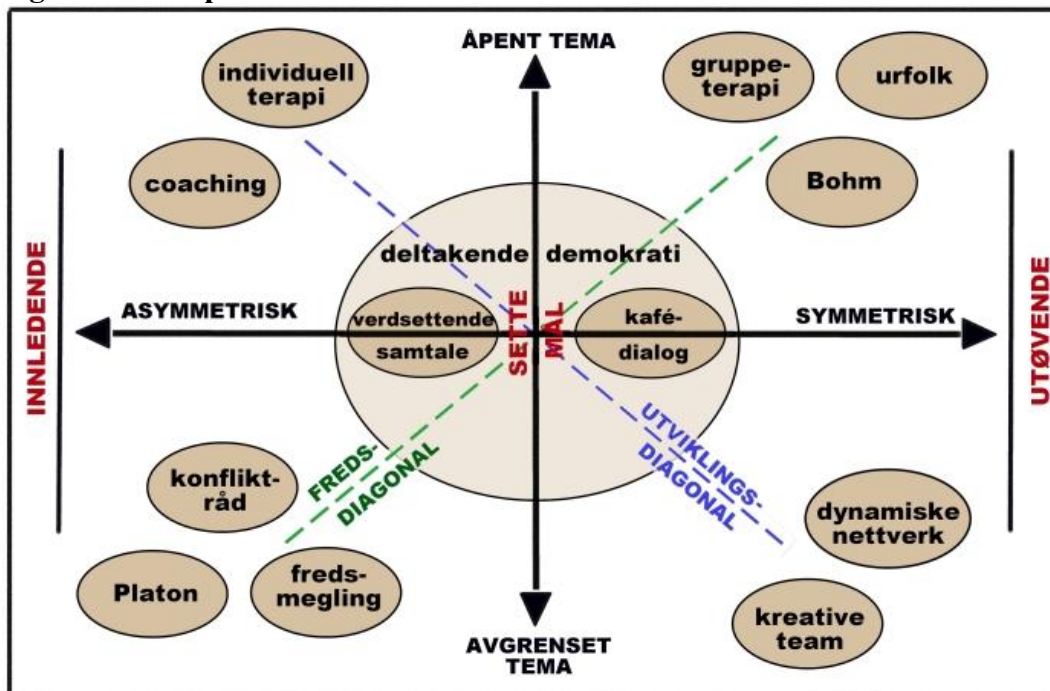 ÅPENT TEMA
individuell
terapi
gruppe-
terapi
urfolk
coaching
Bohm
INNLEDENDE
UTØVENDE
deltakende demokrati
ASYMMETRISK
SYMMETRISK
verdsettende
samtale
SETTE
MÅL
kafé-
dialog
FREDS-
DIAGONAL
UTVIKLINGS-
DIAGONAL
konflikt-
råd
dynamiske
nettverk
Platon
freds-
megling
kreative
team
AVGRENSET
TEMA